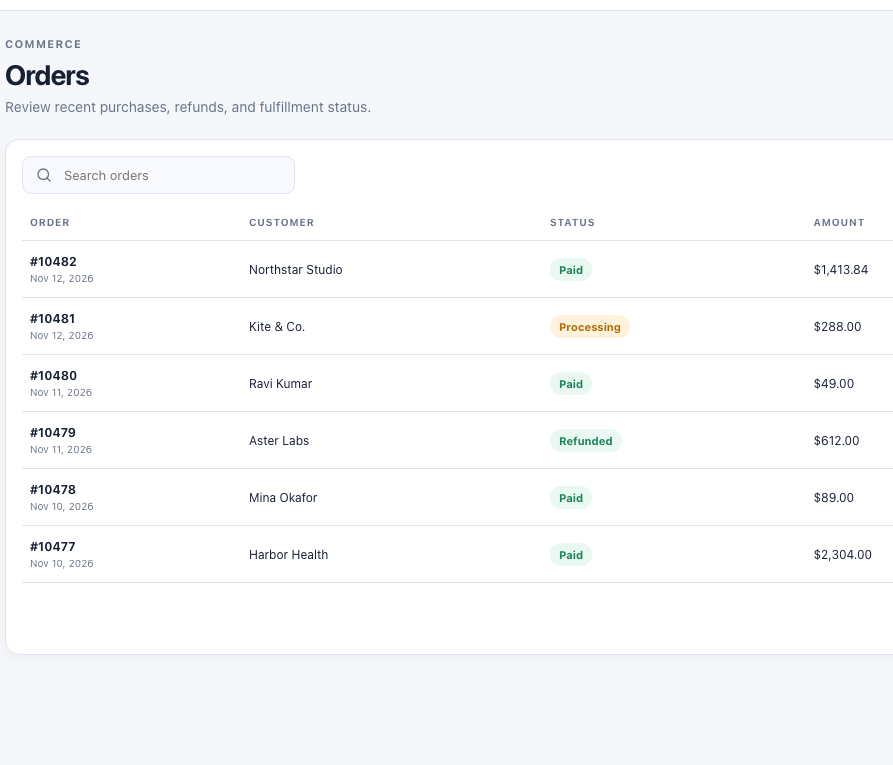 COMMERCE
Orders
Review recent purchases, refunds, and fulfillment status.
Search orders
ORDER CUSTOMER STATUS AMOUNT
#10482
Nov 12, 2026
Northstar Studio Paid $1,413.84
#10481
Nov 12, 2026
Kite & Co. Processing $288.00
#10480
Nov 11, 2026
Ravi Kumar Paid $49.00
#10479
Nov 11, 2026
Aster Labs Refunded $612.00
#10478
Nov 10, 2026
Mina Okafor Paid $89.00
#10477
Nov 10, 2026
Harbor Health Paid $2,304.00